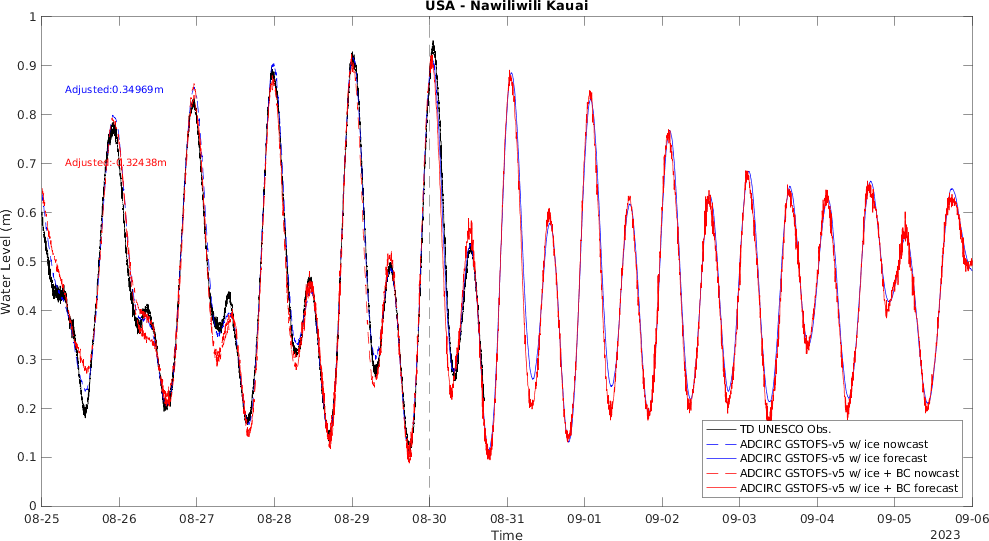 USA - Nawiliwili Kauai
1
0.9
0.8
0.7
0.6
0.5
0.4
0.3
0.2
0.1
0
Water Level (m)
Adjusted:0.34969m
Adjusted:-0.32438m
TD UNESCO Obs.
ADCIRC GSTOFS-v5 w/ ice nowcast
ADCIRC GSTOFS-v5 w/ ice forecast
ADCIRC GSTOFS-v5 w/ ice + BC nowcast
ADCIRC GSTOFS-v5 w/ ice + BC forecast
08-25 08-26 08-27 08-28 08-29 08-30 08-31 09-01 09-02 09-03 09-04 09-05 09-06
Time
2023